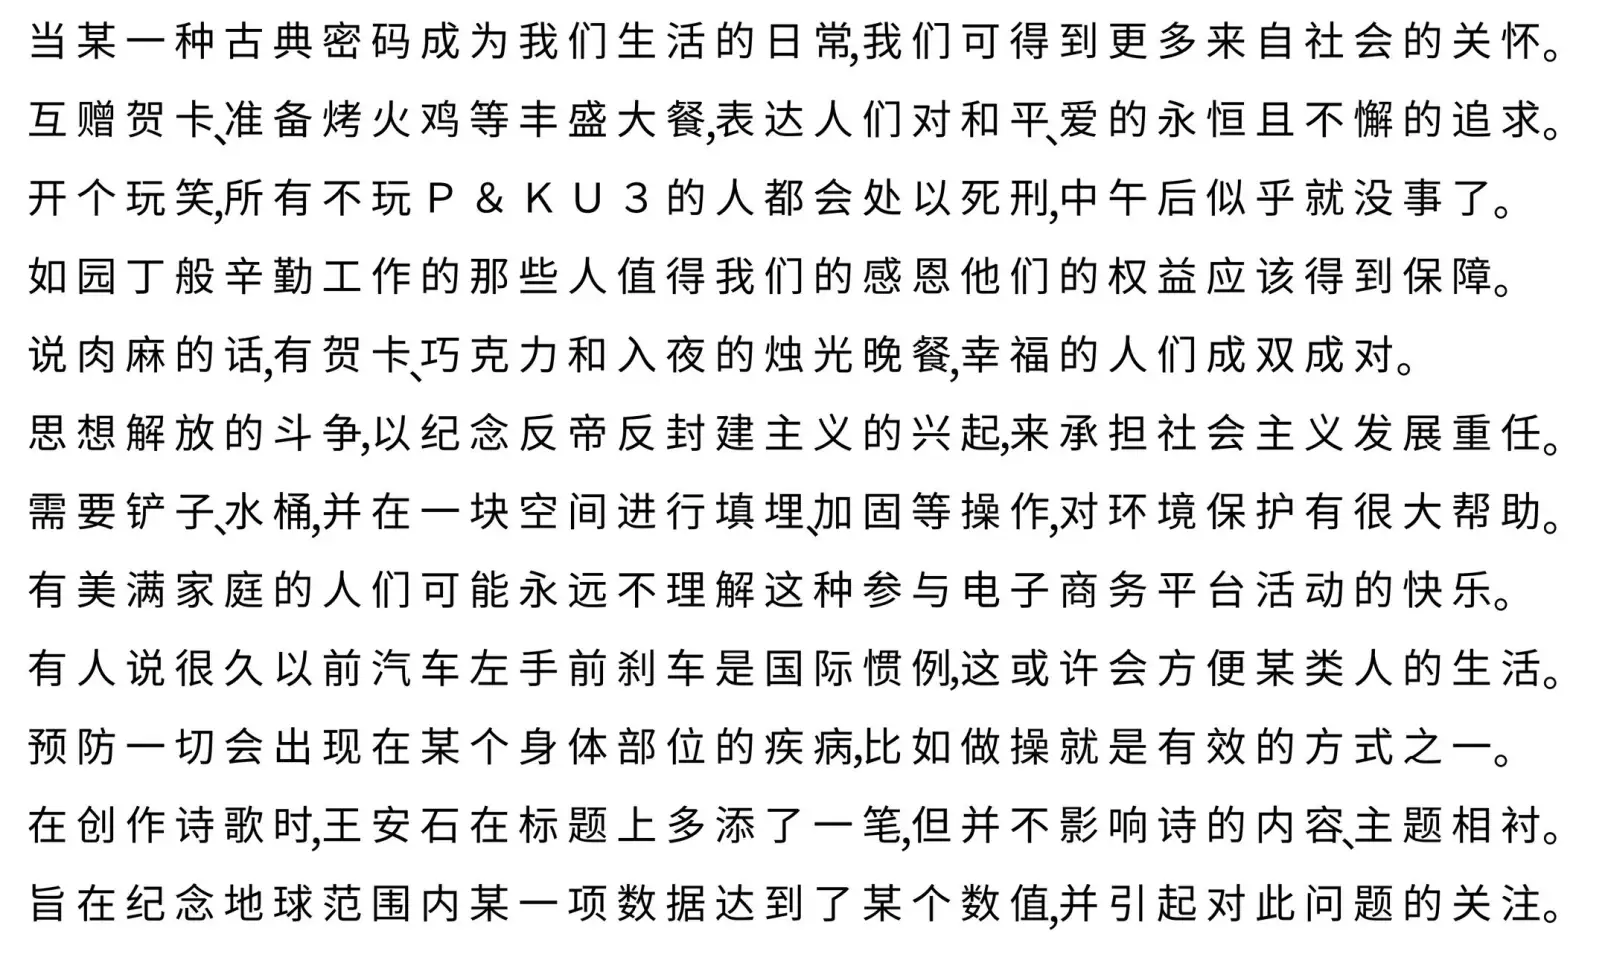 当某一种古典密码成为我们生活的日常,我们可得到更多来自社会的关怀。
互赠贺卡、准备烤火鸡等丰盛大餐,表达人们对和平、爱的永恒且不懈的追求。
开个玩笑,所有不玩P&KU3的人都会处以死刑,中午后似乎就没事了。
如园丁般辛勤工作的那些人值得我们的感恩他们的权益应该得到保障。
说肉麻的话,有贺卡、巧克力和入夜的烛光晚餐,幸福的人们成双成对。
思想解放的斗争,以纪念反帝反封建主义的兴起,来承担社会主义发展重任。
需要铲子、水桶,并在一块空间进行填埋、加固等操作,对环境保护有很大帮助。
有美满家庭的人们可能永远不理解这种参与电子商务平台活动的快乐。
有人说很久以前汽车左手前刹车是国际惯例,这或许会方便某类人的生活。
预防一切会出现在某个身体部位的疾病,比如做操就是有效的方式之一。
在创作诗歌时,王安石在标题上多添了一笔,但并不影响诗的内容、主题相衬。
旨在纪念地球范围内某一项数据达到了某个数值,并引起对此问题的关注。